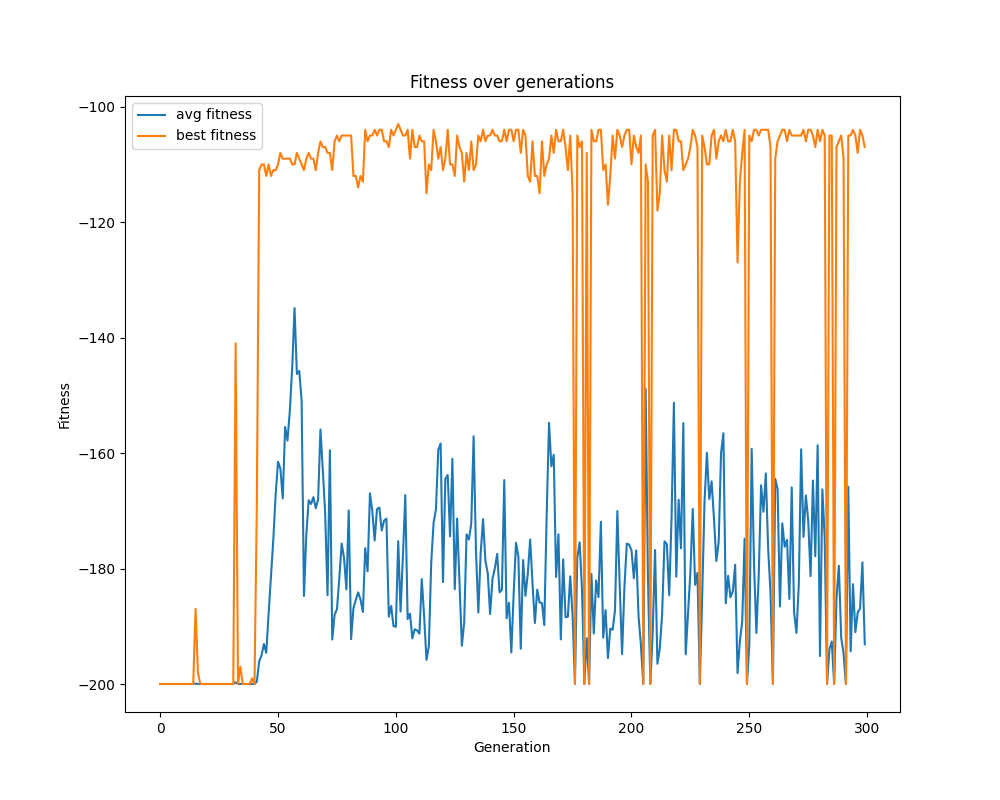 Fitness over generations
avg fitness
best fitness
−100
−120
−140
−160
−180
−200
Fitness
0 50 100 150 200 250 300
Generation